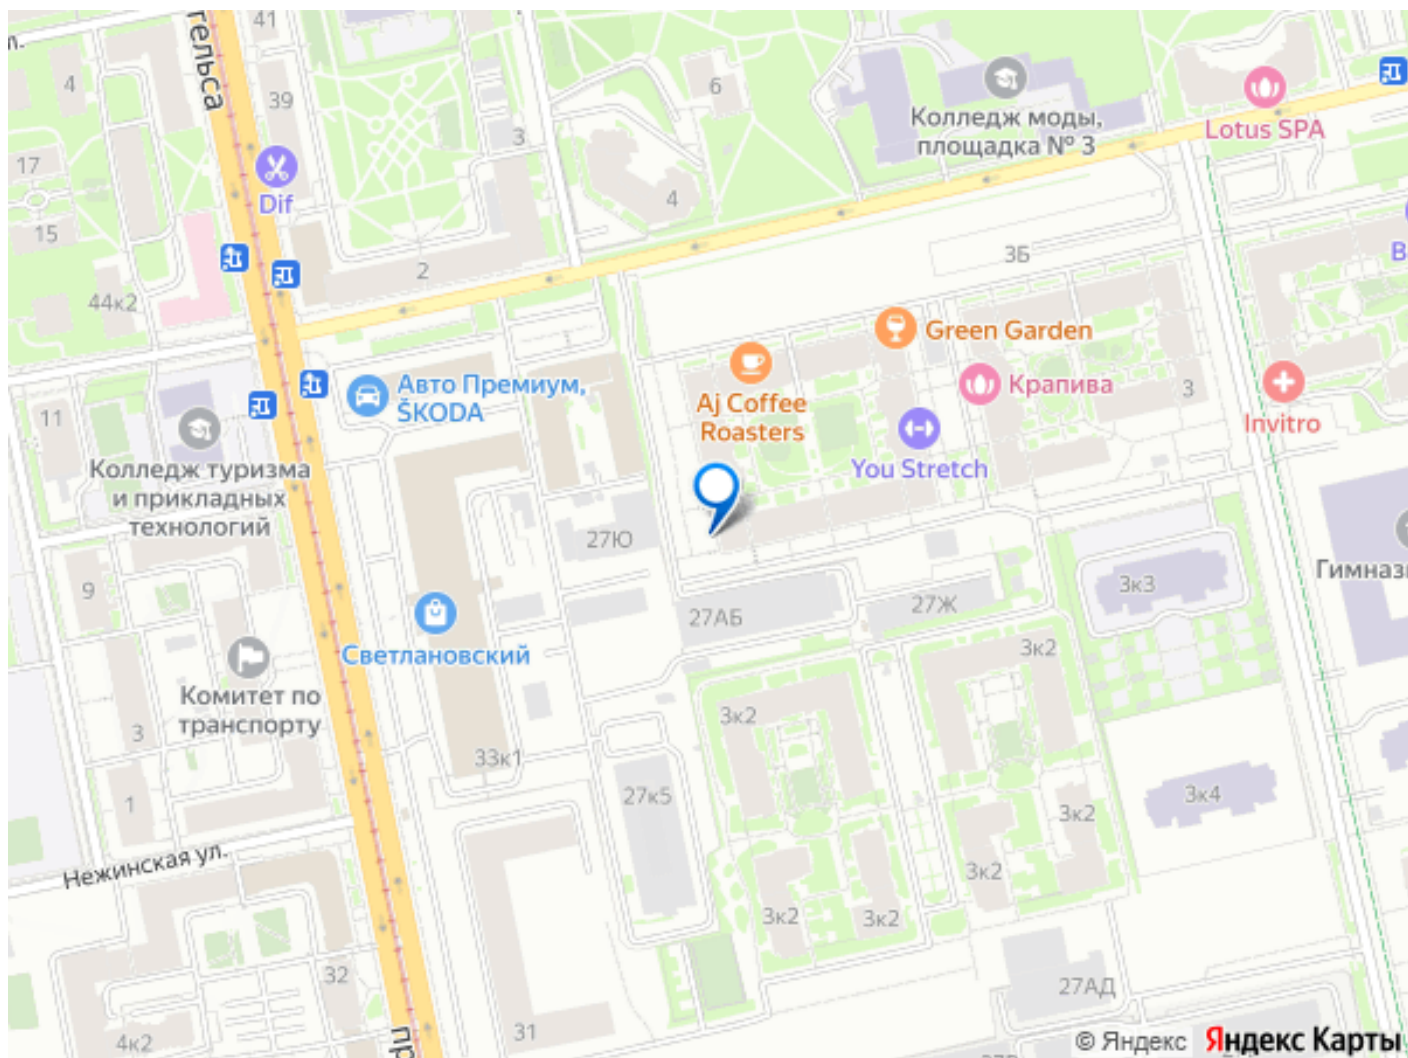 41
гельса
4
39
6
Колледж моды,
площадка № 3
Lotus SPA
3
17
Dif
4
15
2
3Б
44к2
Green Garden
Авто Премиум,
ŠKODA
Aj Coffee
Roasters
Крапива
3
11
Invitro
You Stretch
Колледж туризма
и прикладных
технологий
27Ю
Гимназ
9
3к3
27АБ
27Ж
Светлановский
3к2
Комитет по
транспорту
3к2
3
33к1
1
27к5
3к4
3к2
Нежинская ул.
3к2
3к2
3к2
32
27АД
31
4к2
пр
© Яндекс
Яндекс Карты